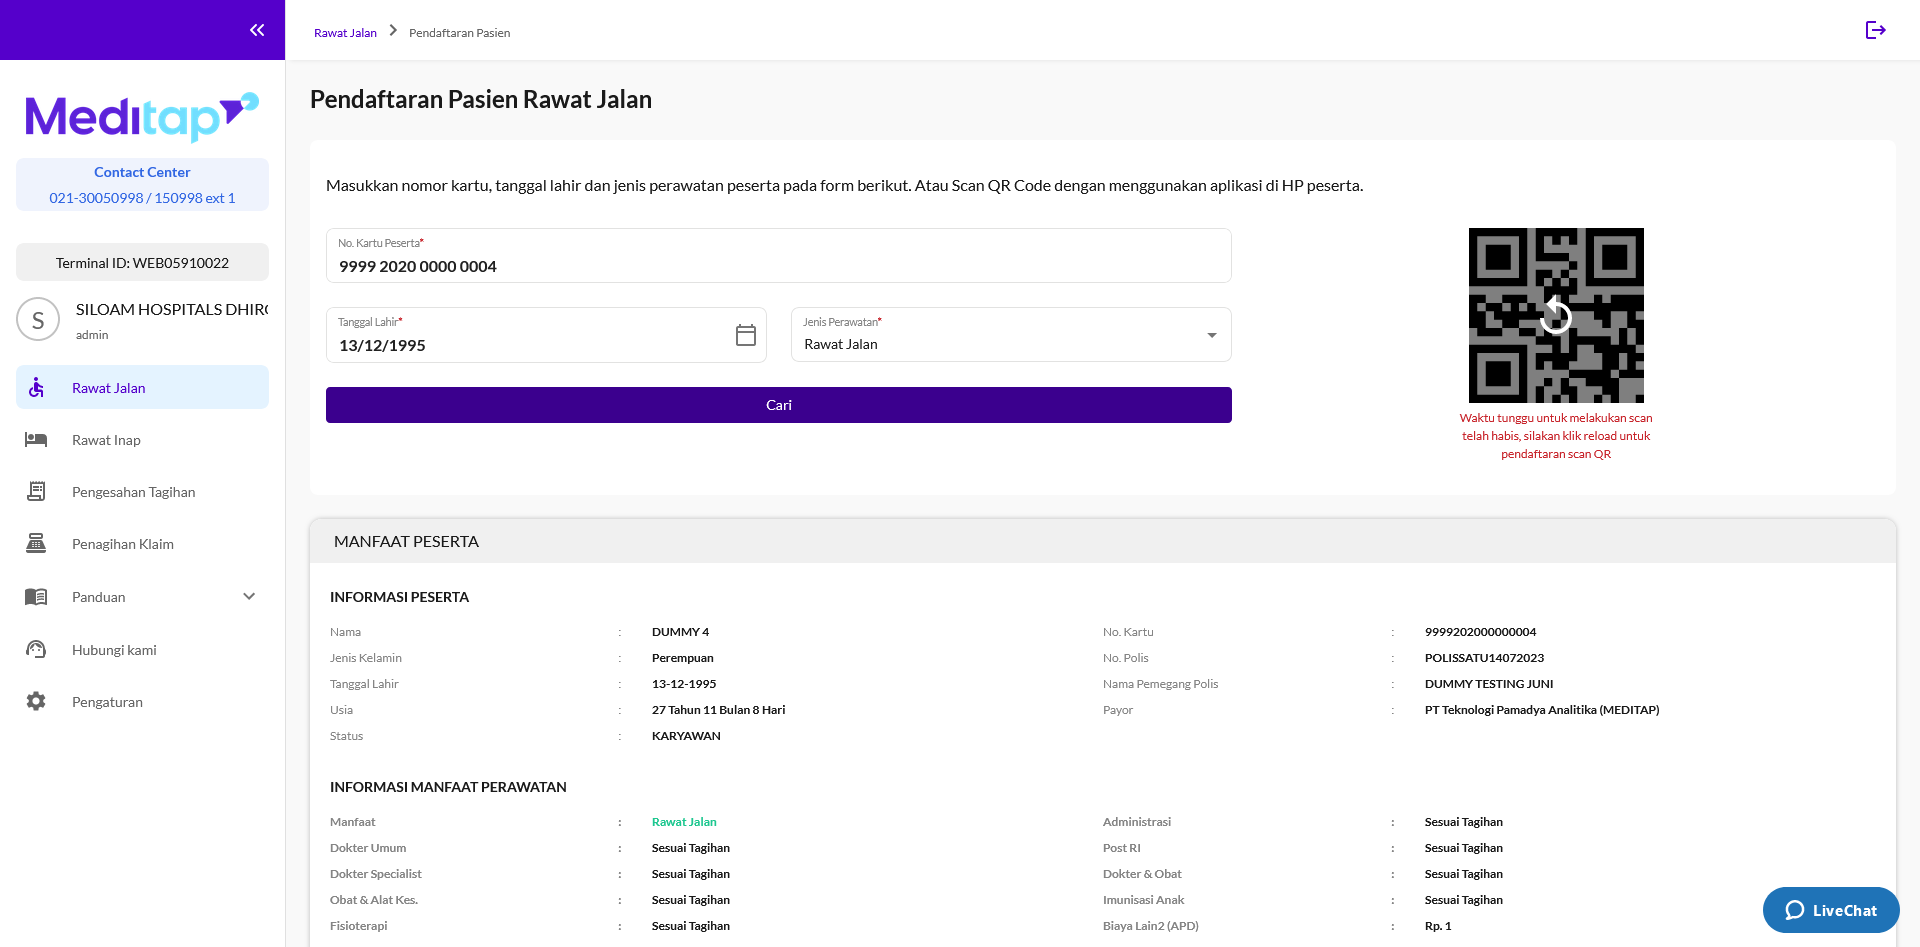 Rawat Jalan > Pendaftaran Pasien
Meditap
Contact Center
021-30050998 / 150998 ext 1
Terminal ID: WEB05910022
S
SILOAM HOSPITALS
admin
Rawat Jalan
Rawat Inap
Pengesahan Tagihan
Penagihan Klaim
Panduan
Hubungi kami
Pengaturan
Pendaftaran Pasien Rawat Jalan
Masukkan nomor kartu, tanggal lahir dan jenis perawatan peserta pada form berikut. Atau Scan QR Code dengan menggunakan aplikasi di HP peserta.
No. Kartu Peserta*
9999 2020 0000 0004
Tanggal Lahir*
13/12/1995
Jenis Perawatan*
Rawat Jalan
Cari
Waktu tunggu untuk melakukan scan
telah habis, silakan klik reload untuk
pendaftaran scan QR
MANFAAT PESERTA
INFORMASI PESERTA
Nama : DUMMY 4
Jenis Kelamin : Perempuan
Tanggal Lahir : 13-12-1995
Usia : 27 Tahun 11 Bulan 8 Hari
Status : KARYAWAN
No. Kartu : 9999202000000004
No. Polis : POLISSATU14072023
Nama Pemegang Polis : DUMMY TESTING JUNI
Payor : PT Teknologi Pamadya Analitika (MEDITAP)
INFORMASI MANFAAT PERAWATAN
Manfaat : Rawat Jalan
Dokter Umum : Sesuai Tagihan
Dokter Specialist : Sesuai Tagihan
Obat & Alat Kes. : Sesuai Tagihan
Fisioterapi : Sesuai Tagihan
Administrasi : Sesuai Tagihan
Post RI : Sesuai Tagihan
Dokter & Obat : Sesuai Tagihan
Imunisasi Anak : Sesuai Tagihan
Biaya Lain2 (APD) : Rp. 1
LiveChat